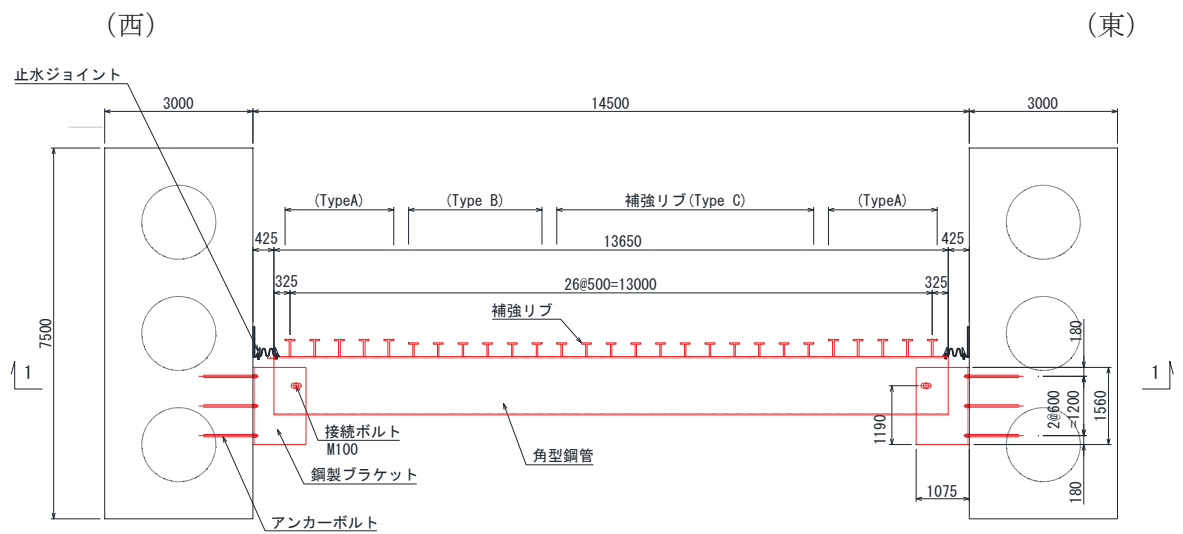 (西)
(東)
止水ジョイント
3000
14500
3000
(TypeA)
(Type B)
補強リブ(Type C)
(TypeA)
425
13650
425
325
26@500=13000
325
補強リブ
7500
180
1
1
2@600
=1200
1560
1190
接続ボルト
M100
角型鋼管
鋼製ブラケット
1075
180
アンカーボルト